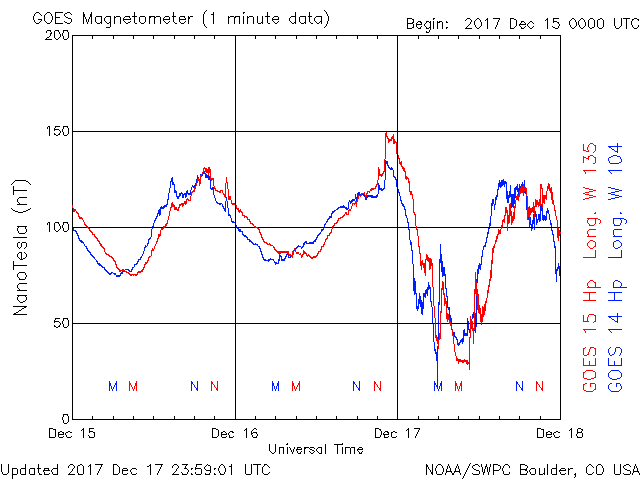 GOES Magnetometer (1 minute data)
Begin: 2017 Dec 15 0000 UTC
200
150
100
50
0
NanoTesla (nT)
M M N N M M N N M M N N
Dec 15 Dec 16 Dec 17 Dec 18
Universal Time
GOES 15 Hp Long. W 135
GOES 14 Hp Long. W 104
Updated 2017 Dec 17 23:59:01 UTC
NOAA/SWPC Boulder, CO USA